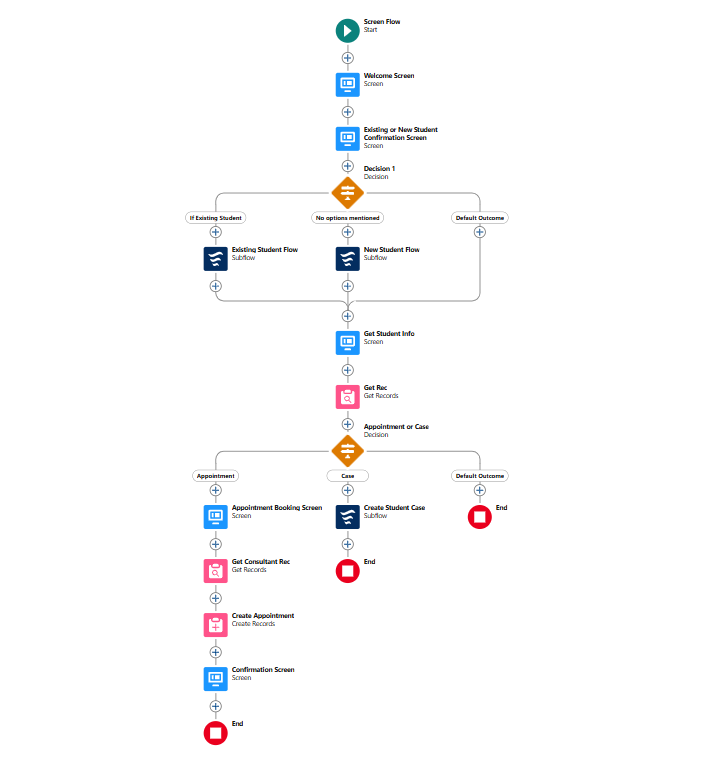 Screen Flow
Start
Welcome Screen
Screen
Existing or New Student
Confirmation Screen
Screen
Decision 1
Decision
If Existing Student
No options mentioned
Default Outcome
Existing Student Flow
Subflow
New Student Flow
Subflow
Get Student Info
Screen
Get Rec
Get Records
Appointment or Case
Decision
Appointment
Case
Default Outcome
Appointment Booking Screen
Screen
Create Student Case
Subflow
End
Get Consultant Rec
Get Records
End
Create Appointment
Create Records
Confirmation Screen
Screen
End